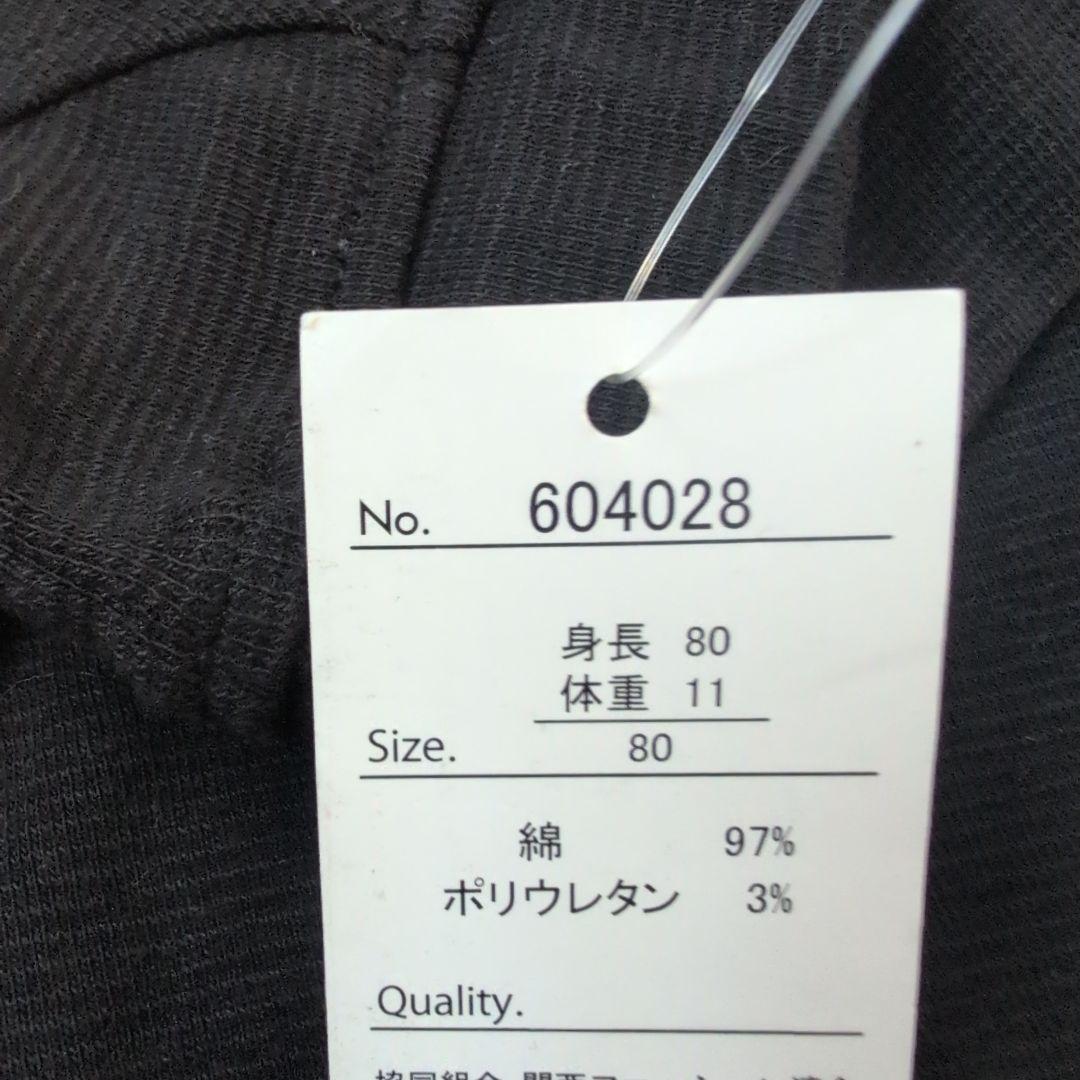 No. 604028
身長 80
体重 11
Size. 80
綿 97%
ポリウレタン 3%
Quality.